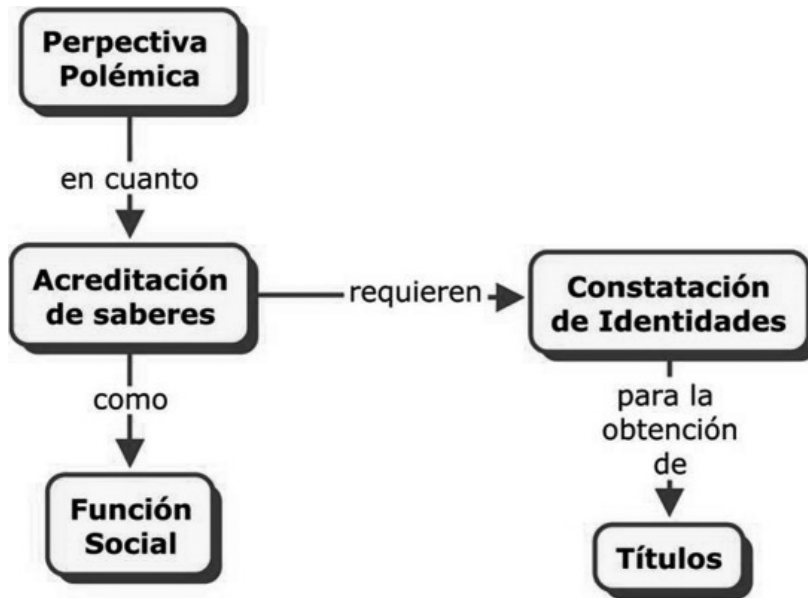 Perpectiva
Polémica
en cuanto
Acreditación
de saberes
requieren
Constatación
de Identidades
como
para la
obtención
de
Función
Social
Títulos